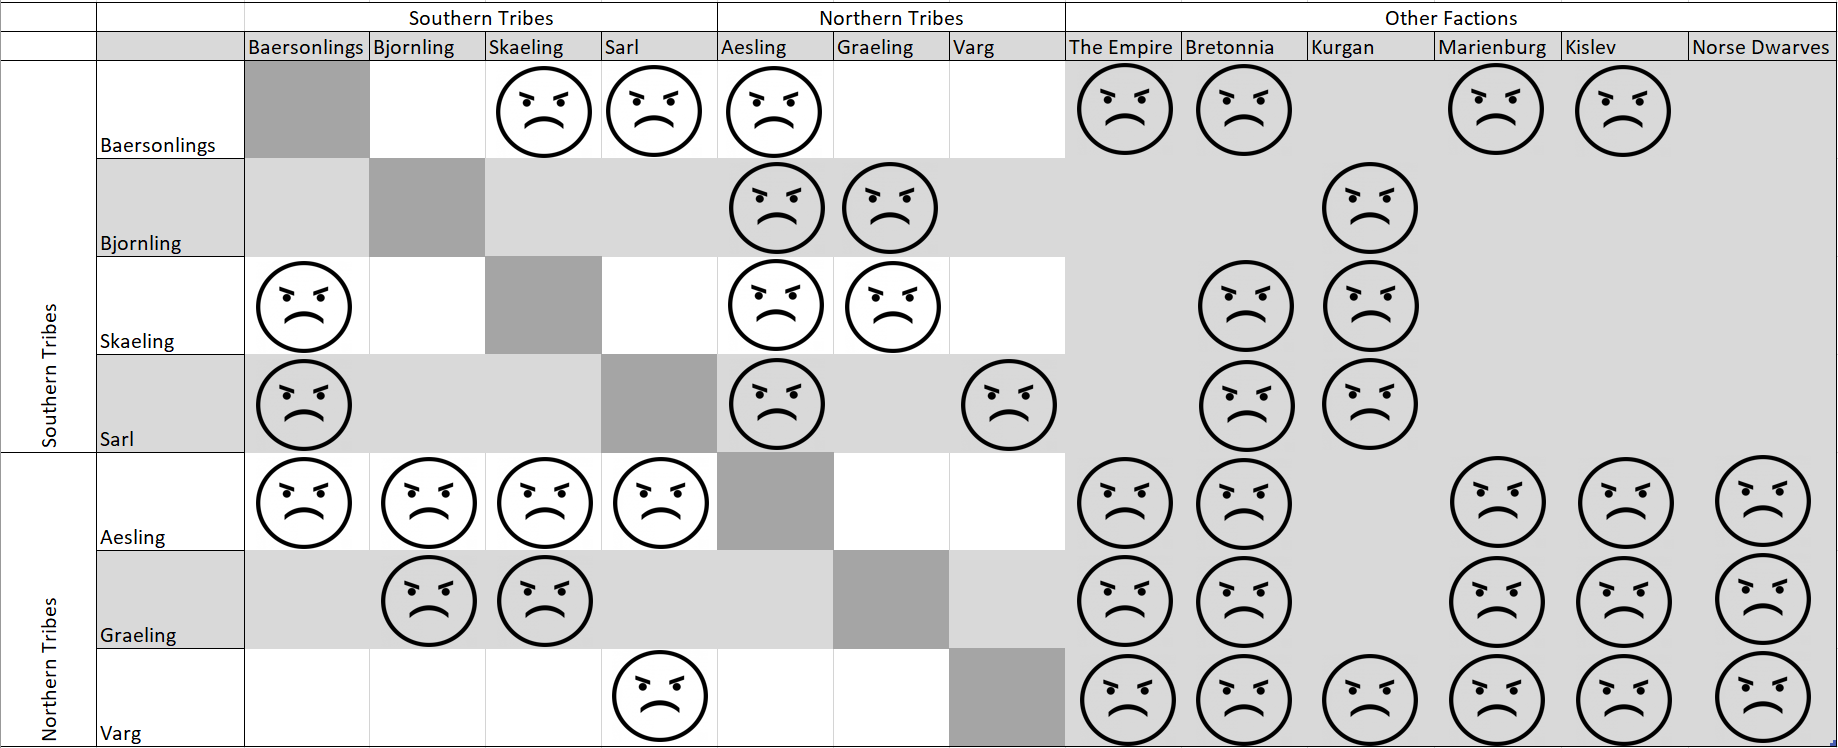 Southern Tribes Northern Tribes Other Factions
Baersonlings Bjornling Skaeling Sarl Aesling Graeling Varg The Empire Bretonnia Kurgan Marienburg Kislev Norse Dwarves
Southern Tribes
Baersonlings
Bjornling
Skaeling
Sarl
Northern Tribes
Aesling
Graeling
Varg